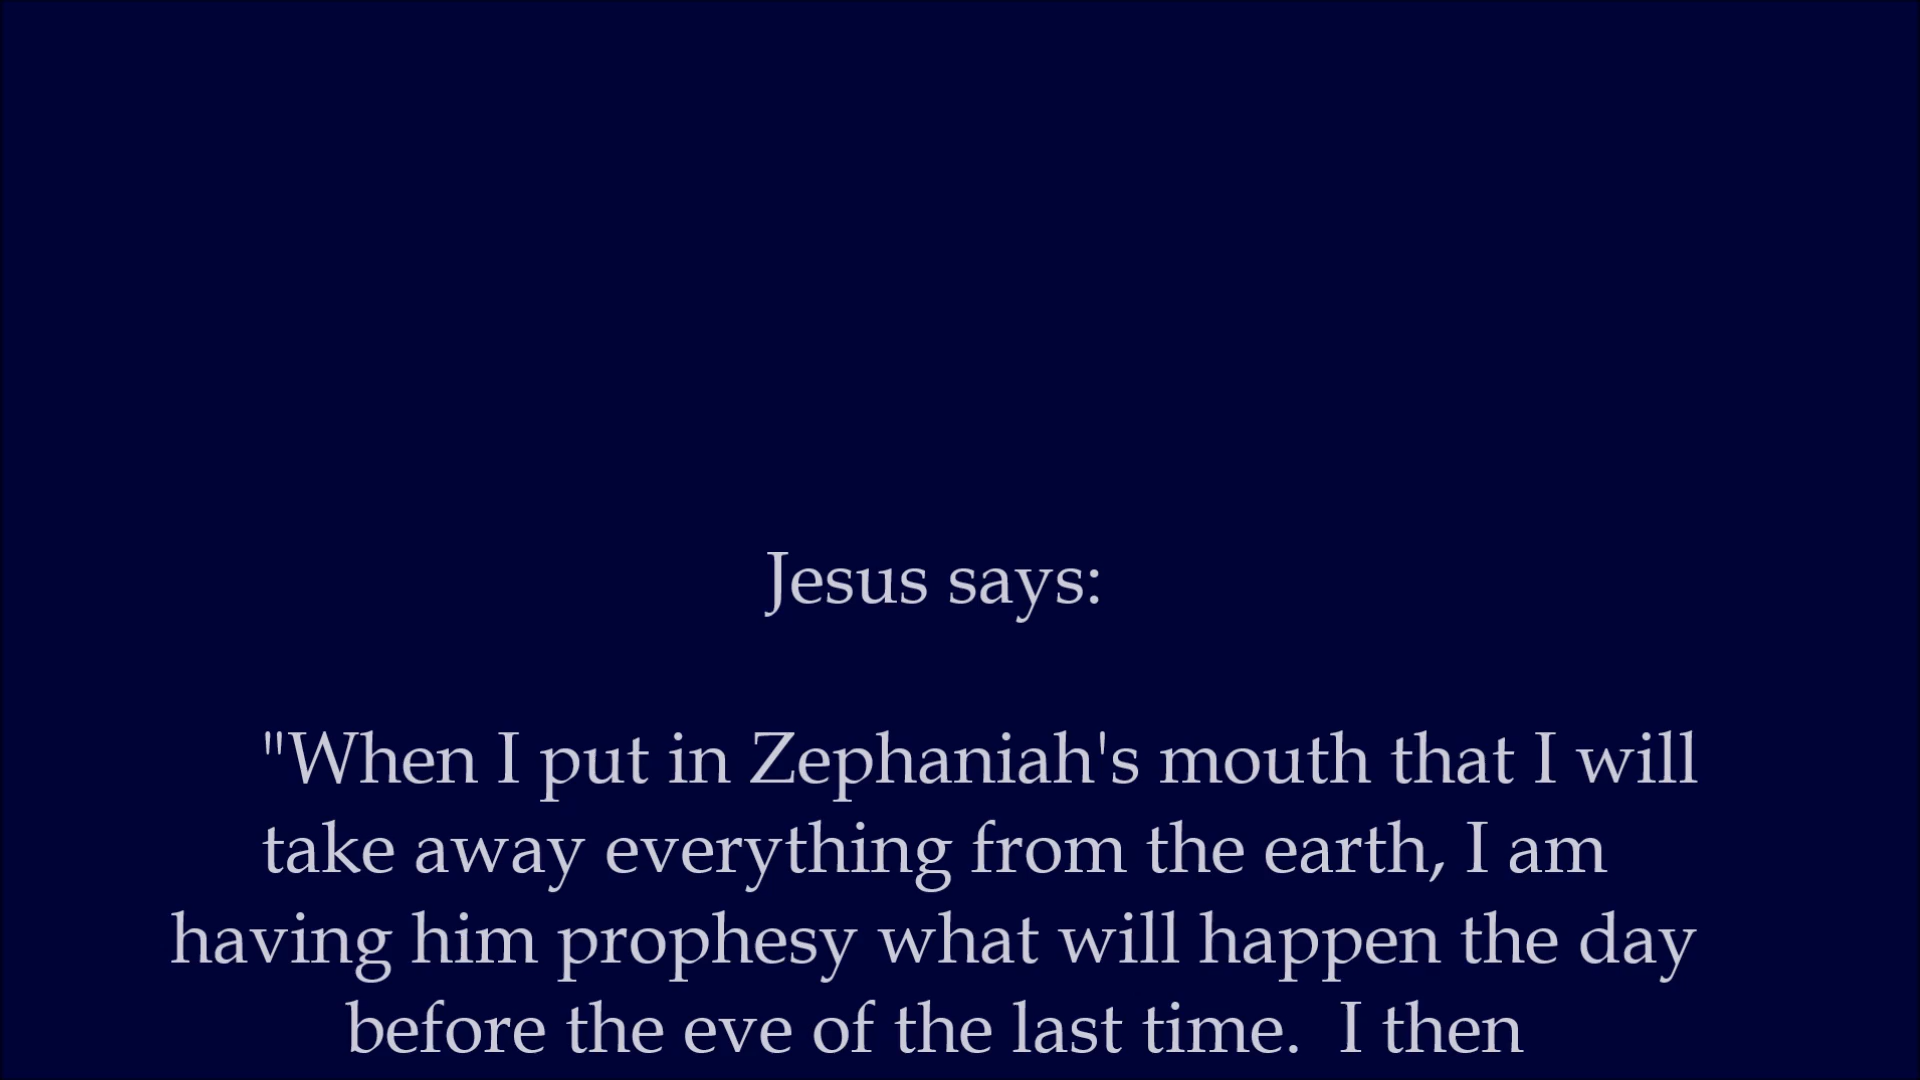 Jesus says:
"When I put in Zephaniah's mouth that I will
take away everything from the earth, I am
having him prophesy what will happen the day
before the eve of the last time.  I then